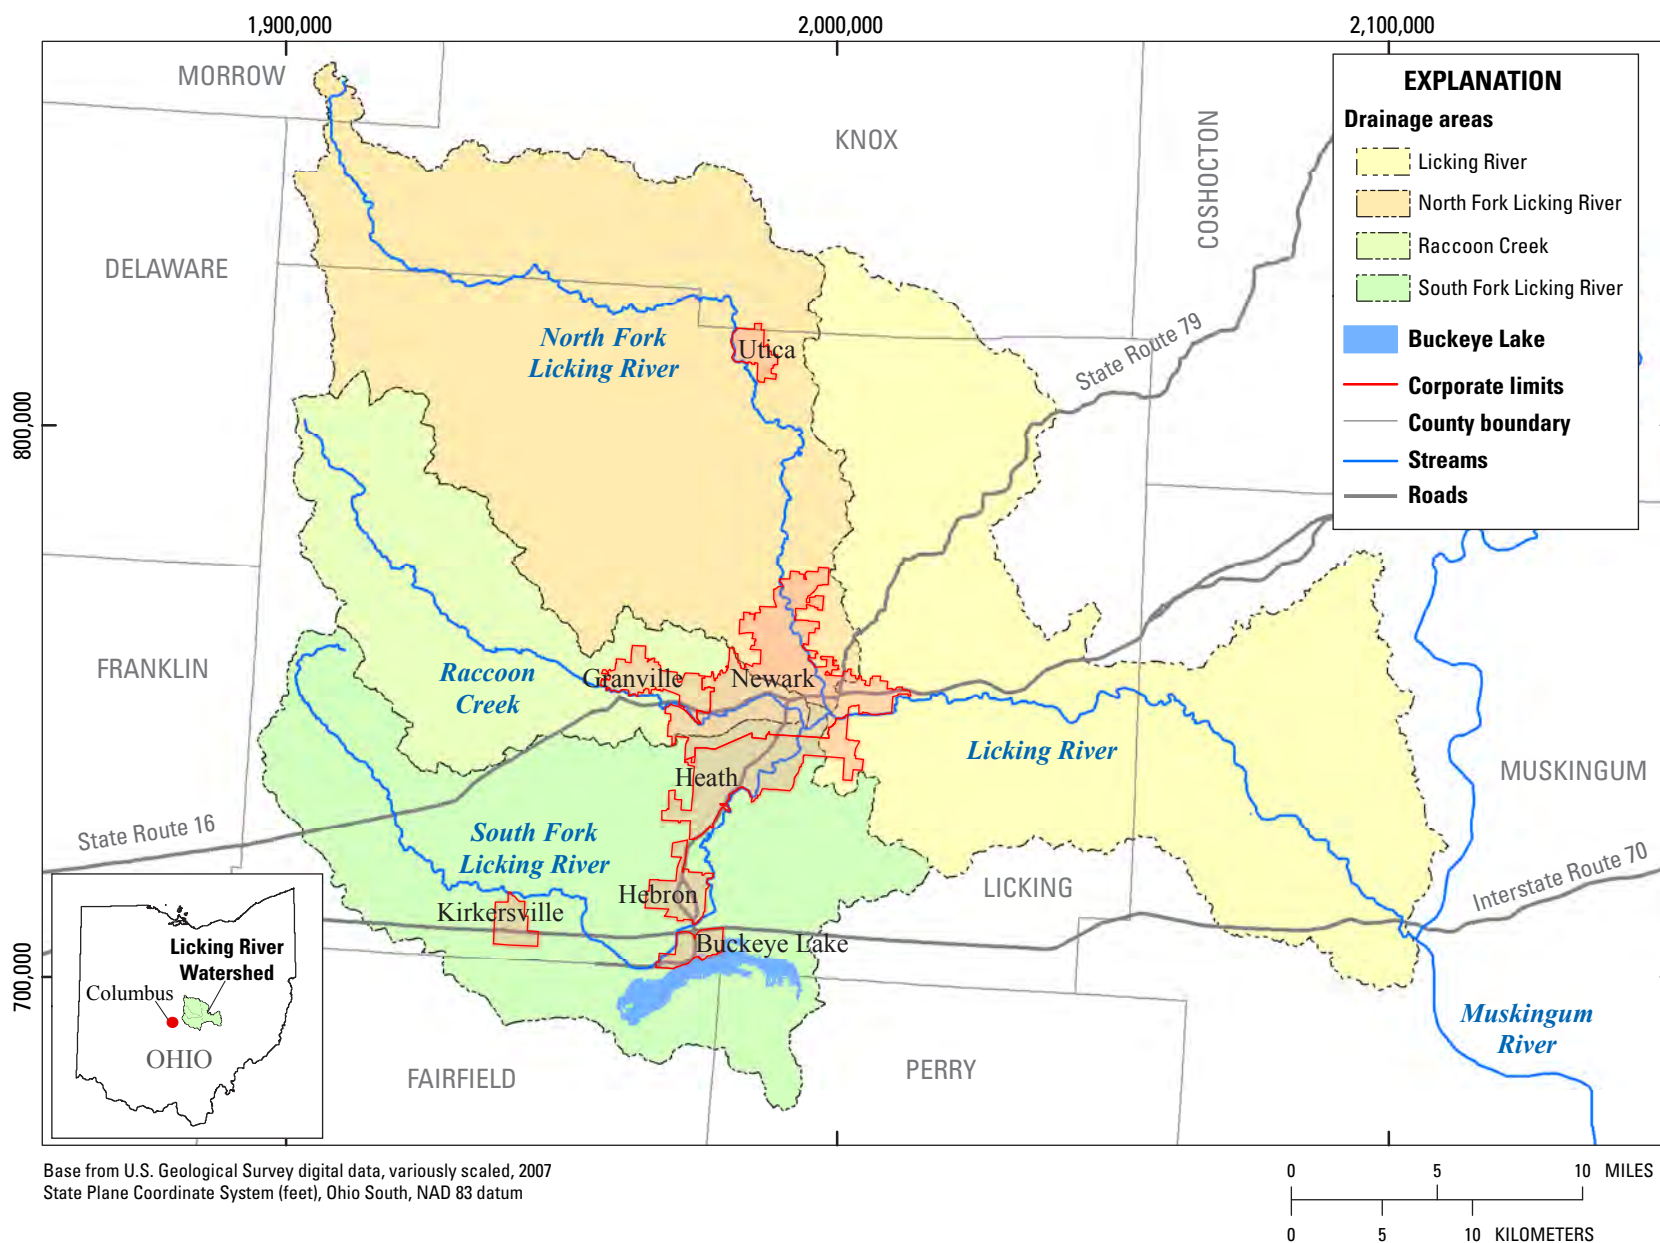 1,900,000
2,000,000
2,100,000
800,000
700,000
MORROW
KNOX
COSHOCTON
DELAWARE
FRANKLIN
MUSKINGUM
LICKING
FAIRFIELD
PERRY
EXPLANATION
Drainage areas
Licking River
North Fork Licking River
Raccoon Creek
South Fork Licking River
Buckeye Lake
Corporate limits
County boundary
Streams
Roads
North Fork
Licking River
Utica
State Route 79
Raccoon
Creek
Granville
Newark
Licking River
Heath
State Route 16
South Fork
Licking River
Hebron
Kirkersville
Buckeye Lake
Interstate Route 70
Muskingum
River
Licking River
Watershed
Columbus
OHIO
Base from U.S. Geological Survey digital data, variously scaled, 2007
State Plane Coordinate System (feet), Ohio South, NAD 83 datum
0 5 10 MILES
0 5 10 KILOMETERS